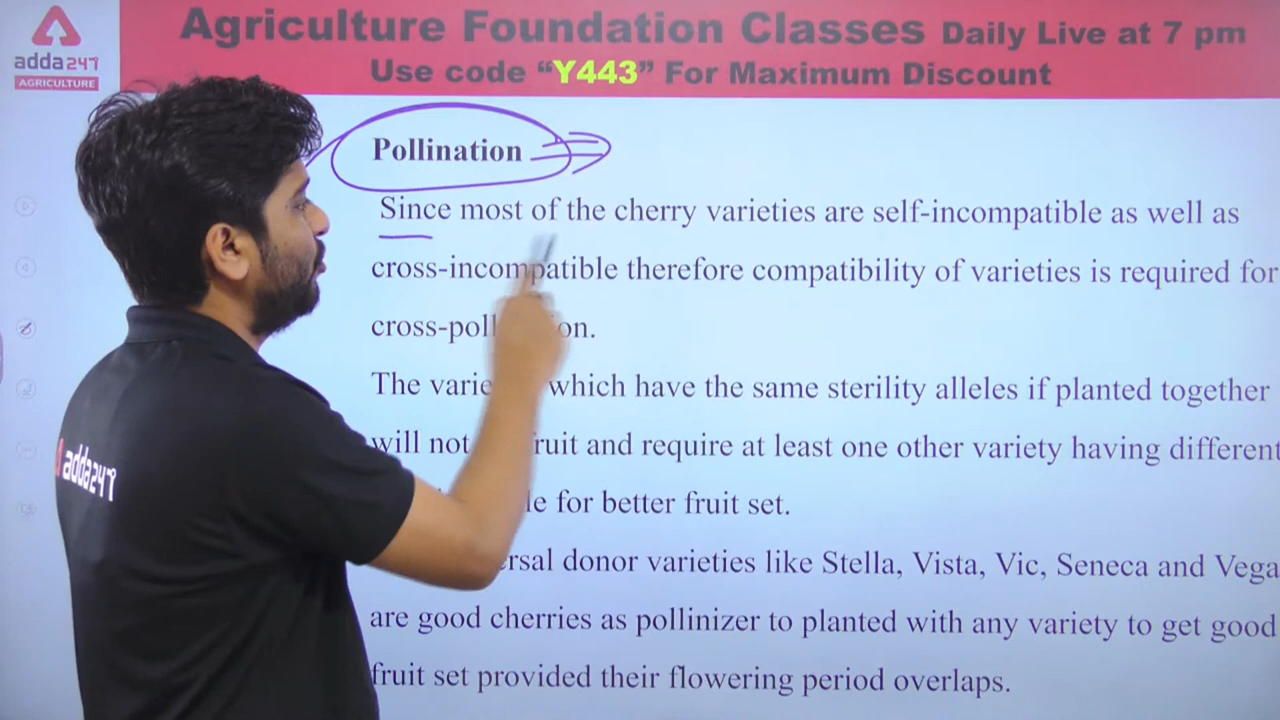 Agriculture Foundation Classes Daily Live at 7 pm
Use code “Y443” For Maximum Discount
adda247
AGRICULTURE
Pollination
Since most of the cherry varieties are self-incompatible as well as
cross-incompatible therefore compatibility of varieties is required for
cross-pol on.
The varie which have the same sterility alleles if planted together
will not ruit and require at least one other variety having different
le for better fruit set.
rsal donor varieties like Stella, Vista, Vic, Seneca and Vega
are good cherries as pollinizer to planted with any variety to get good
fruit set provided their flowering period overlaps.
adda247